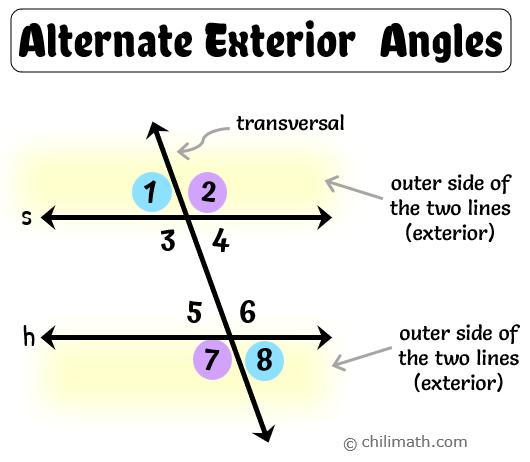 Alternate Exterior Angles
transversal
1 2
outer side of
the two lines
(exterior)
s
3 4
5 6
h
outer side of
the two lines
(exterior)
7 8
© chilimath.com